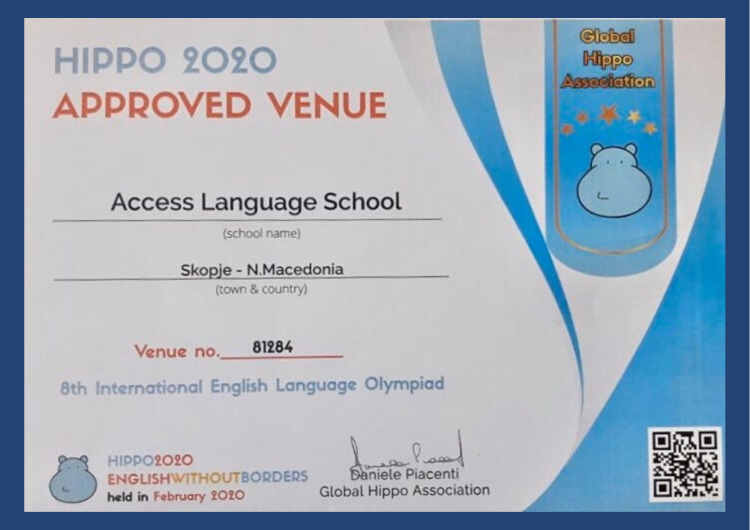 HIPPO 2020
APPROVED VENUE
Global
Hippo
Association
Access Language School
(school name)
Skopje - N.Macedonia
(town & country)
Venue no. 81284
8th International English Language Olympiad
HIPPO2020
ENGLISHWITHOUTBORDERS
held in February 2020
Daniele Piacenti
Global Hippo Association